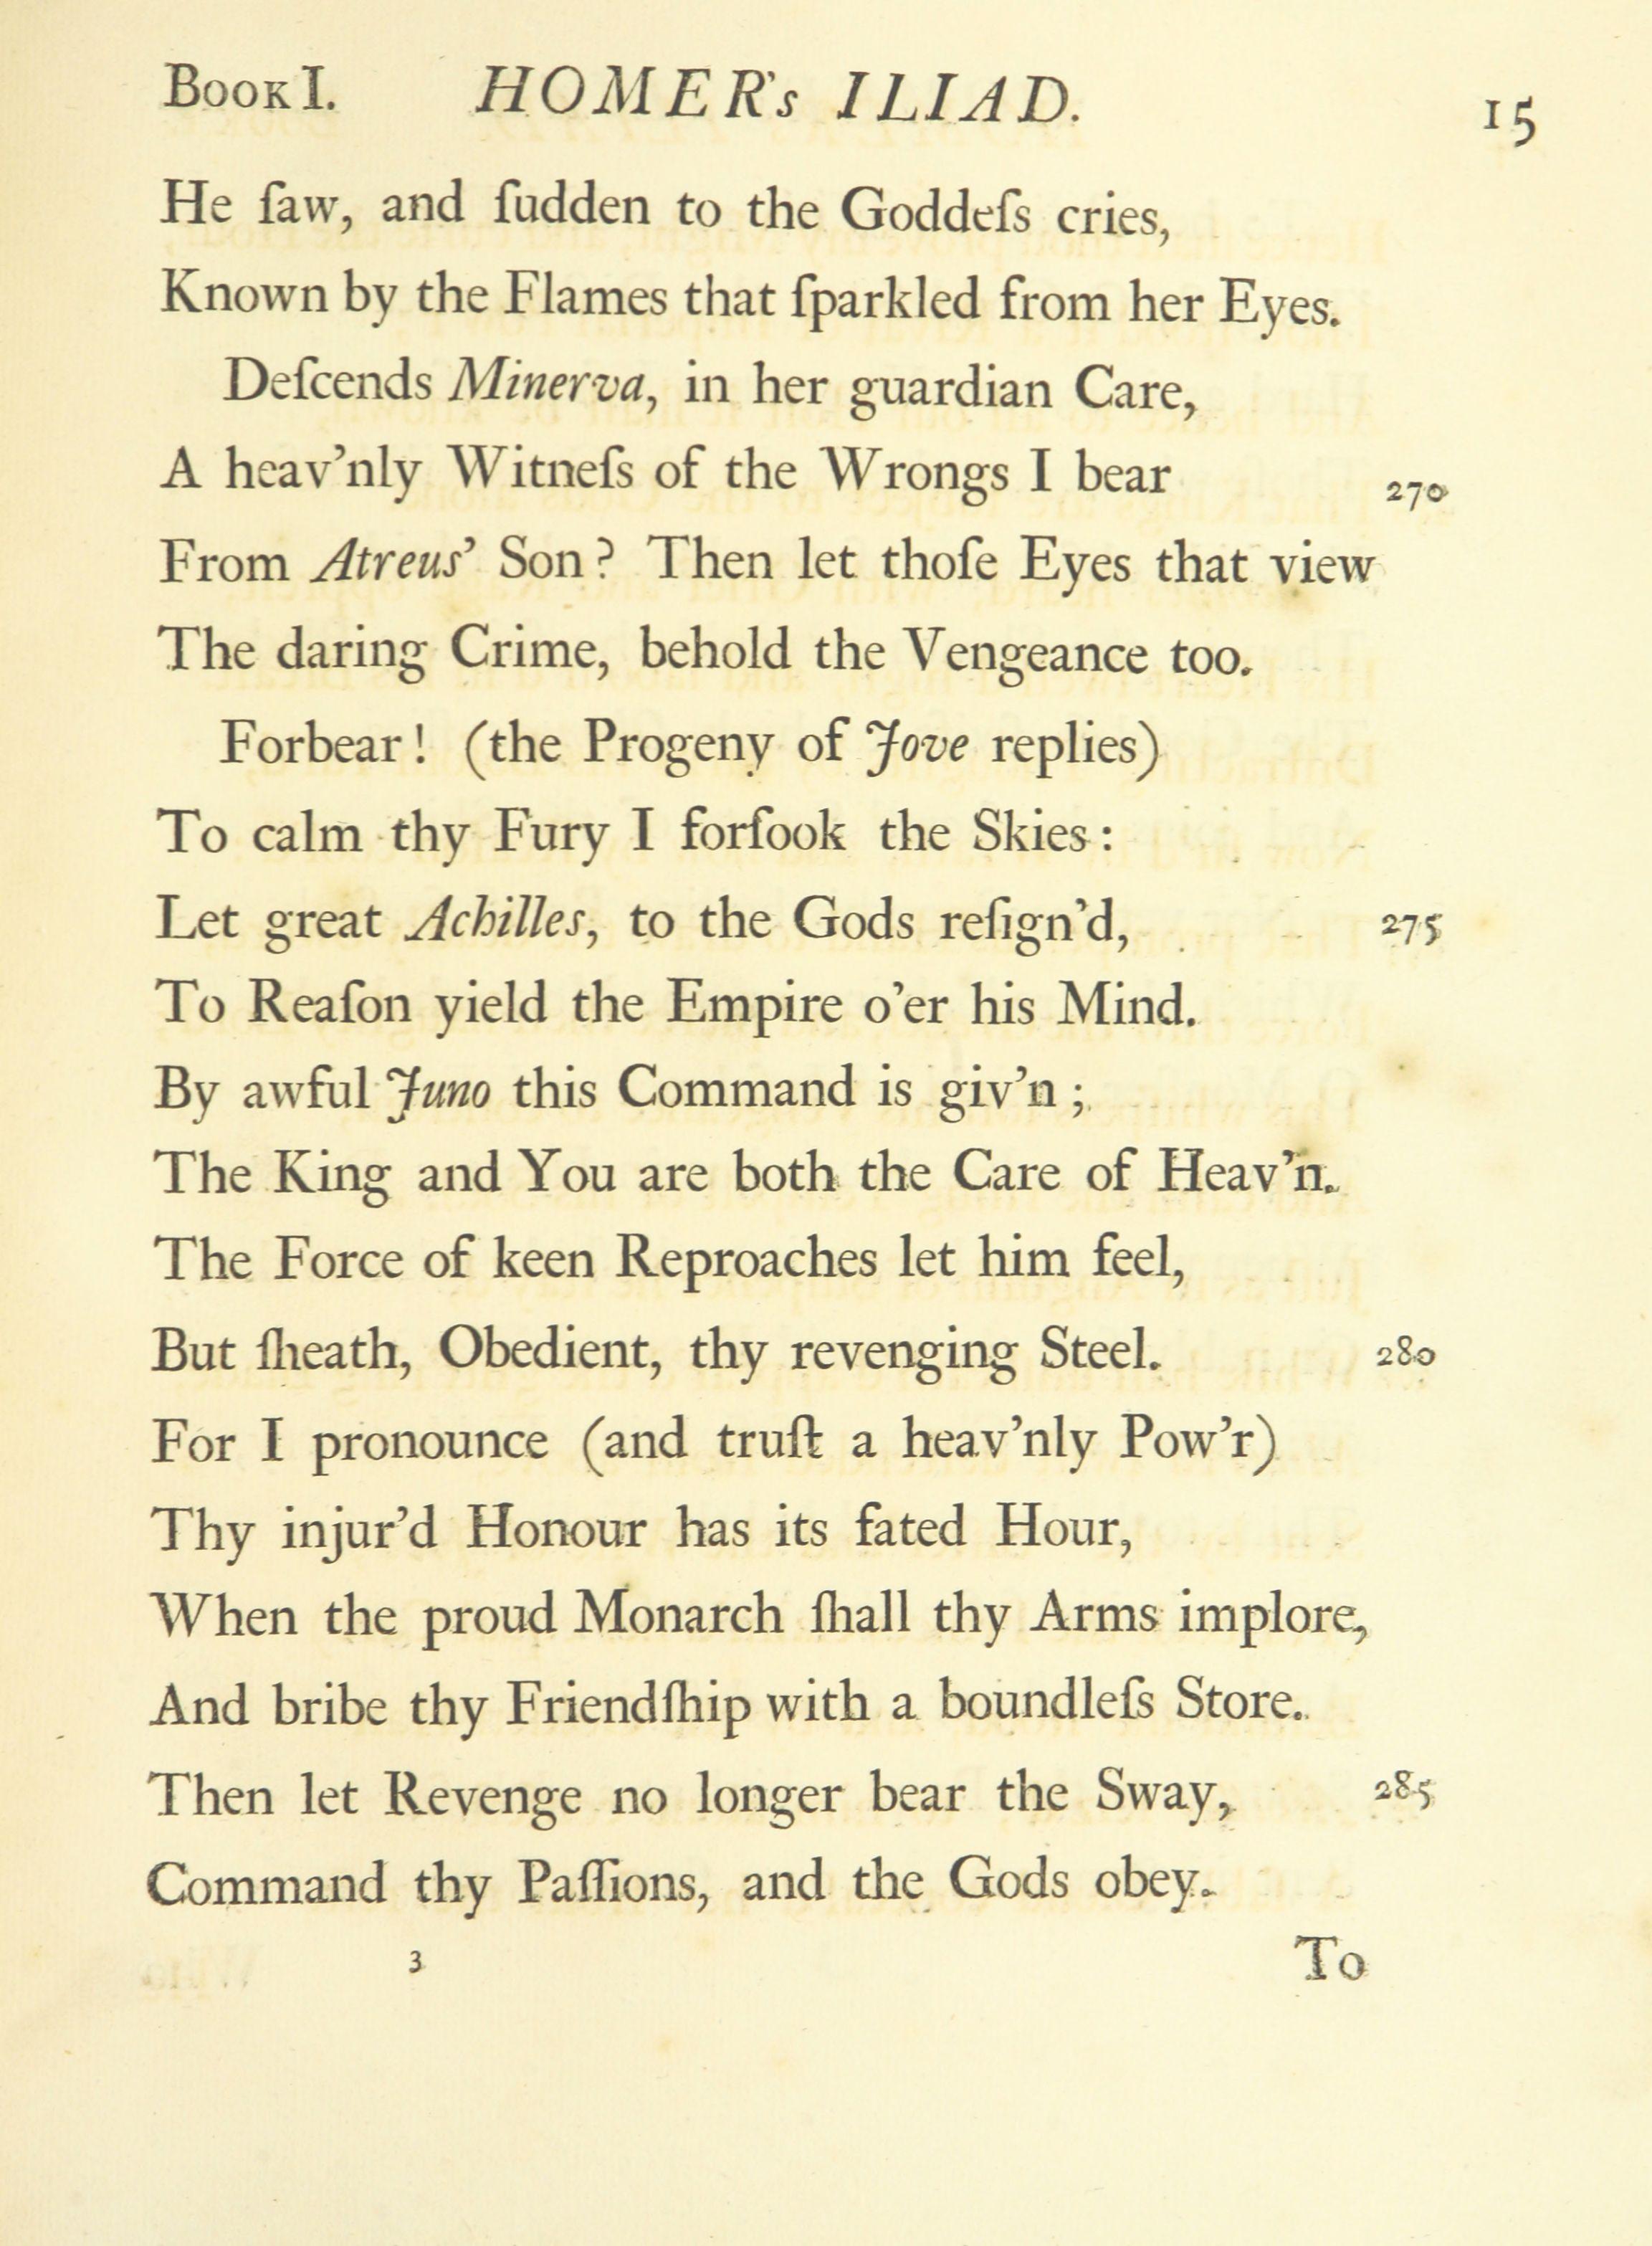 Book I. HOMER's ILIAD. 15
He ſaw, and ſudden to the Goddeſs cries,
Known by the Flames that ſparkled from her Eyes.
Deſcends Minerva, in her guardian Care,
A heav'nly Witneſs of the Wrongs I bear 270
From Atreus' Son? Then let thoſe Eyes that view
The daring Crime, behold the Vengeance too.
Forbear! (the Progeny of Jove replies)
To calm thy Fury I forſook the Skies:
Let great Achilles, to the Gods reſign'd, 275
To Reaſon yield the Empire o'er his Mind.
By awful Juno this Command is giv'n;
The King and You are both the Care of Heav'n.
The Force of keen Reproaches let him feel,
But ſheath, Obedient, thy revenging Steel. 280
For I pronounce (and truſt a heav'nly Pow'r)
Thy injur'd Honour has its fated Hour,
When the proud Monarch ſhall thy Arms implore,
And bribe thy Friendſhip with a boundleſs Store.
Then let Revenge no longer bear the Sway, 285
Command thy Paſſions, and the Gods obey.
3 To